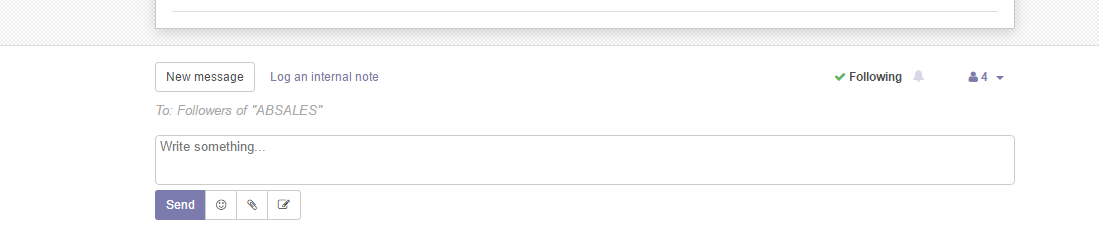 New message Log an internal note Following 4
To: Followers of "ABSALES"
Write something...
Send